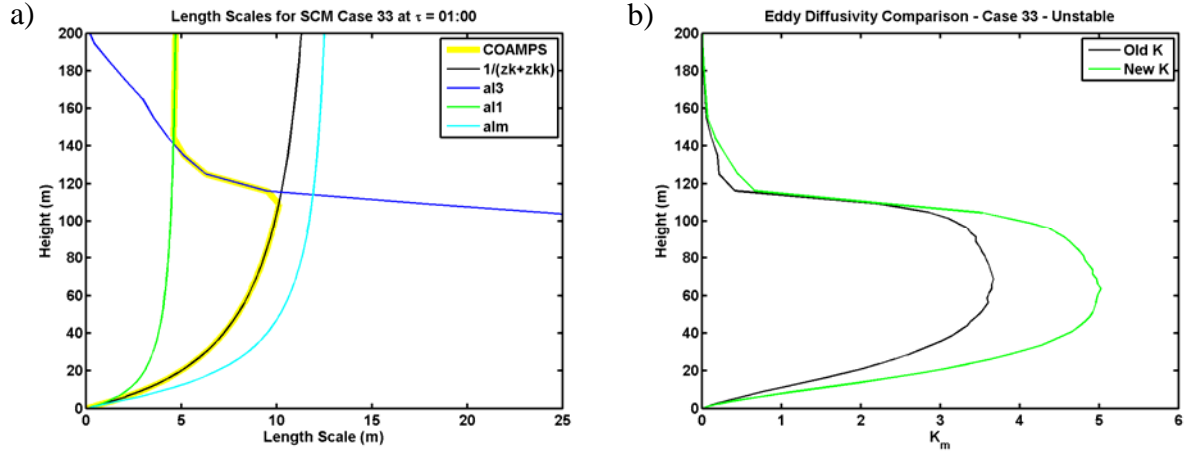 a)
Length Scales for SCM Case 33 at τ = 01:00
200
180
160
140
120
100
80
60
40
20
0
Height (m)
COAMPS
1/(zk+zkk)
al3
al1
alm
0 5 10 15 20 25
Length Scale (m)
b)
Eddy Diffusivity Comparison - Case 33 - Unstable
200
180
160
140
120
100
80
60
40
20
0
Height (m)
Old K
New K
0 1 2 3 4 5 6
K_m